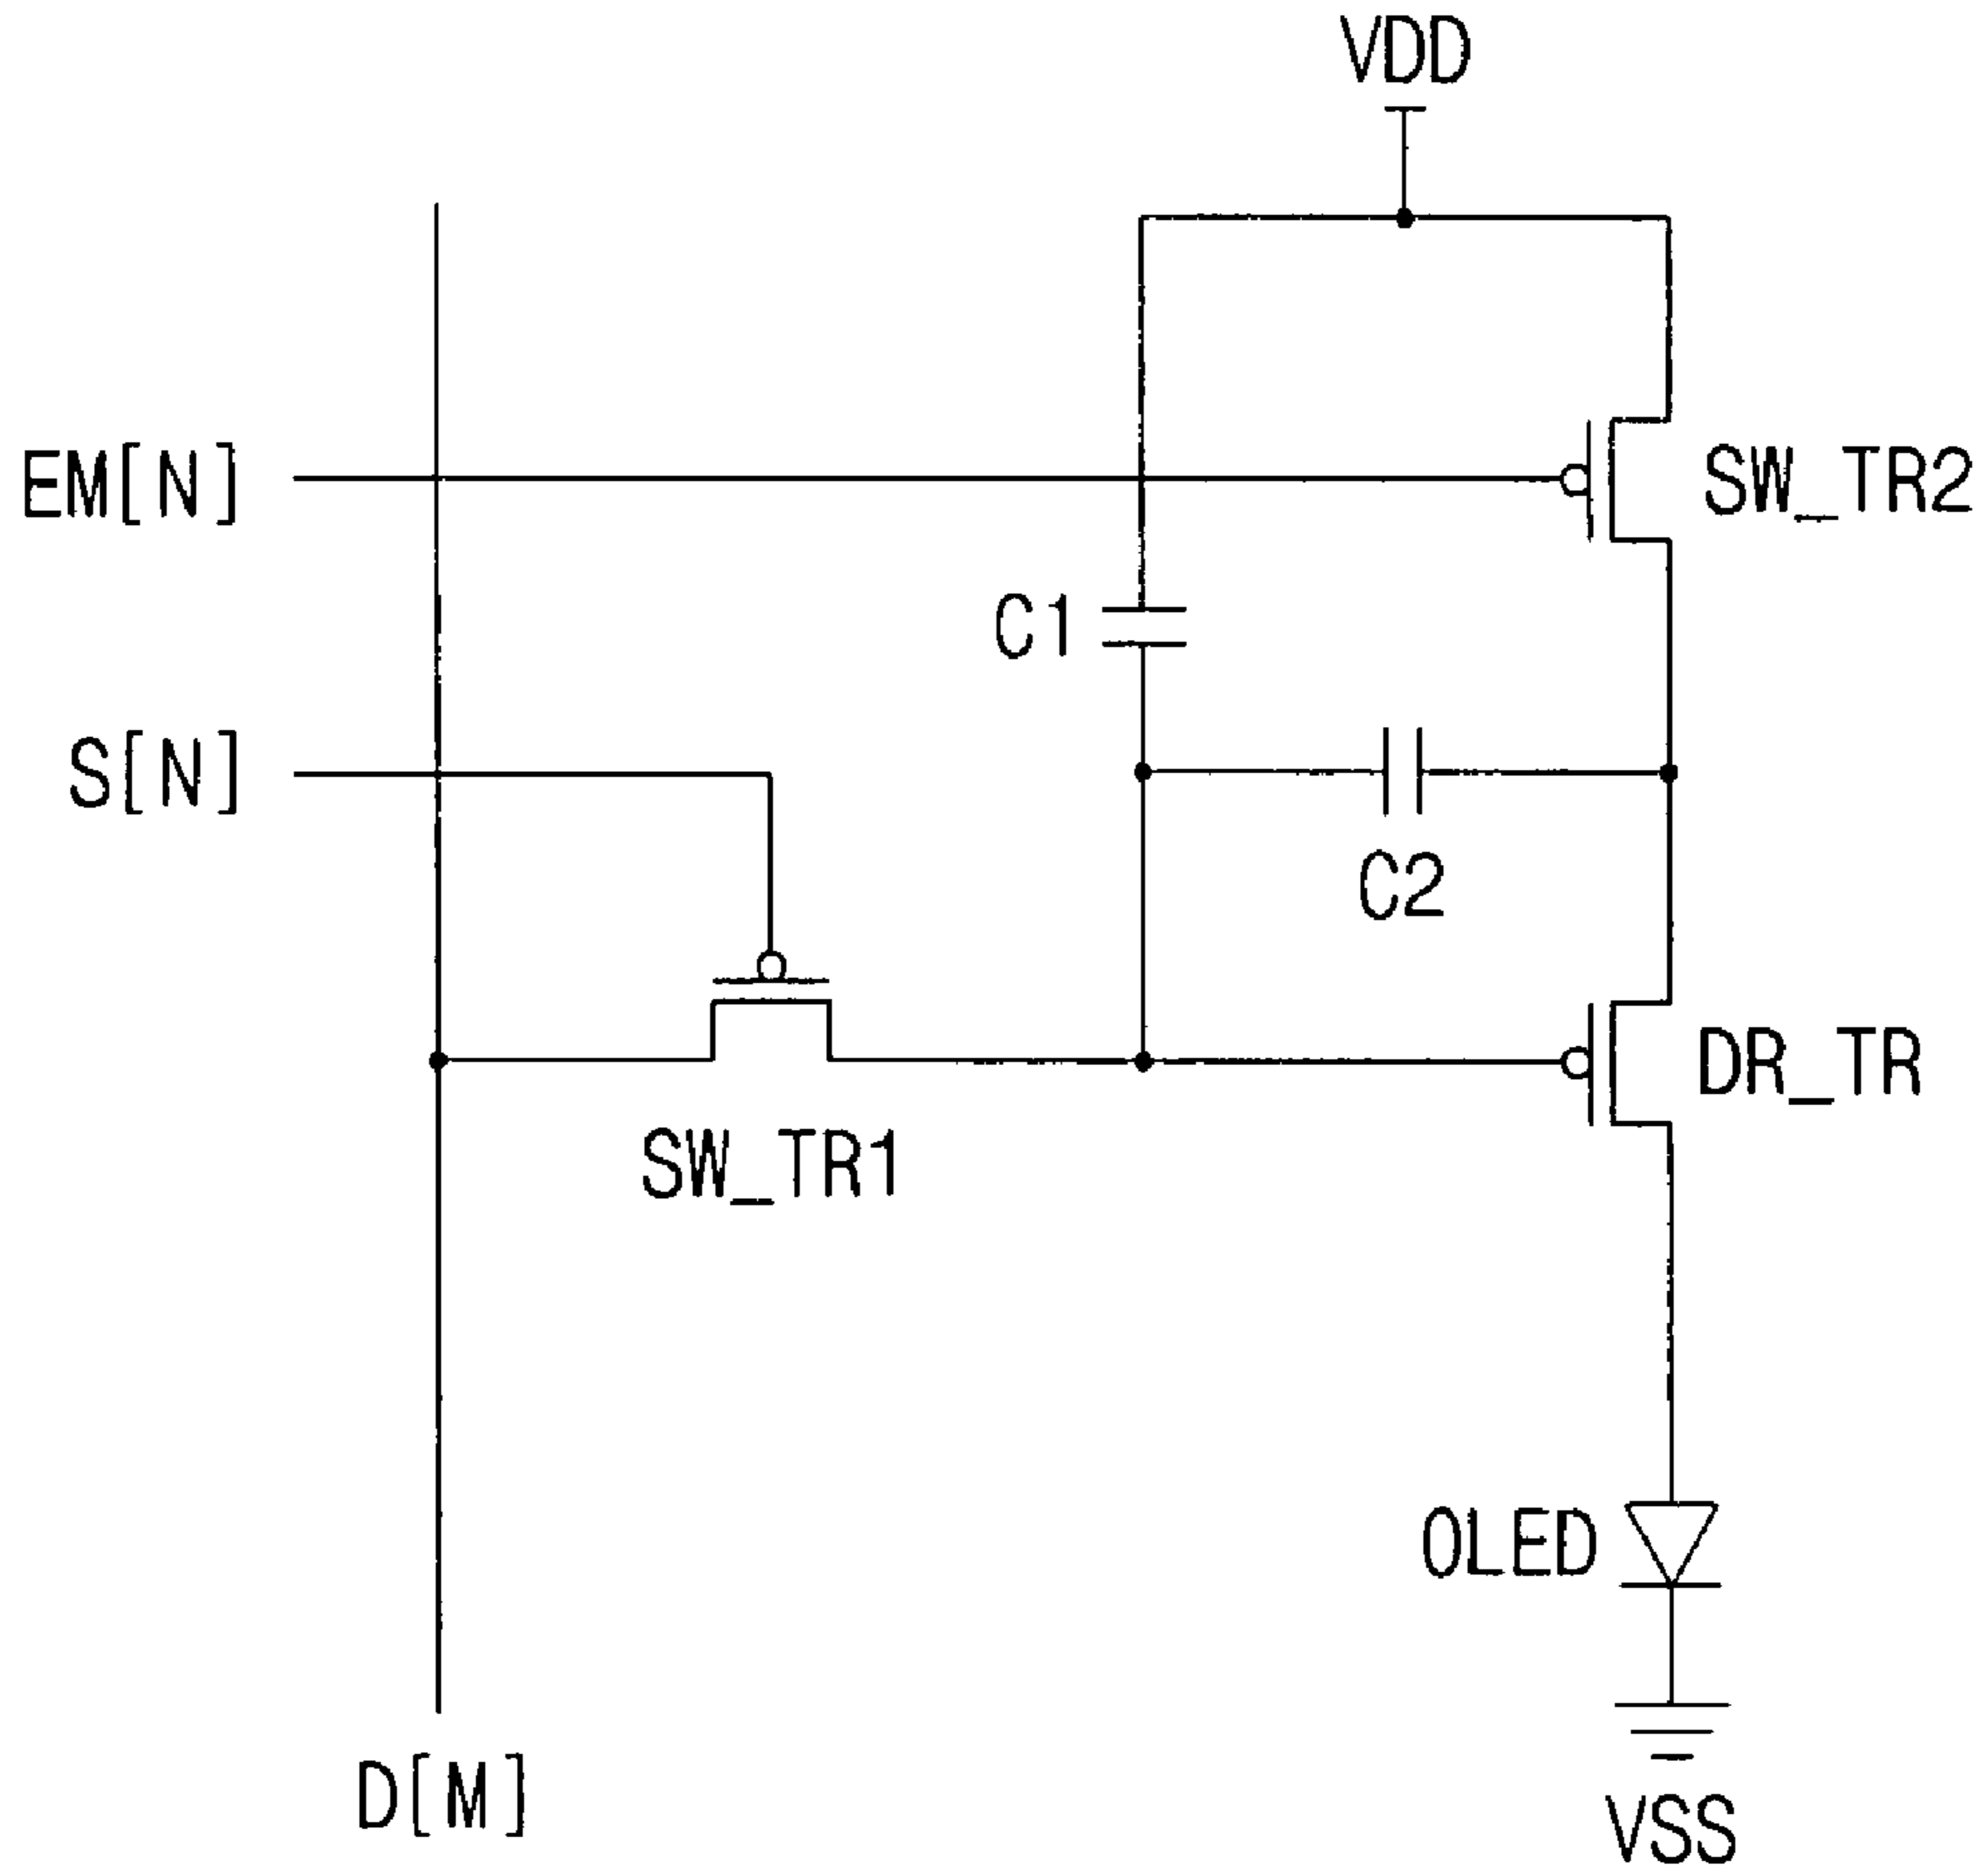 VDD
EM[N]
SW_TR2
C1
S[N]
C2
DR_TR
SW_TR1
OLED
D[M]
VSS